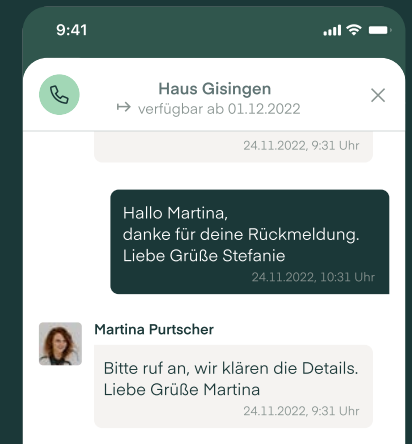 9:41
Haus Gisingen
verfügbar ab 01.12.2022
24.11.2022, 9:31 Uhr
Hallo Martina,
danke für deine Rückmeldung.
Liebe Grüße Stefanie
24.11.2022, 10:31 Uhr
Martina Purtscher
Bitte ruf an, wir klären die Details.
Liebe Grüße Martina
24.11.2022, 9:31 Uhr